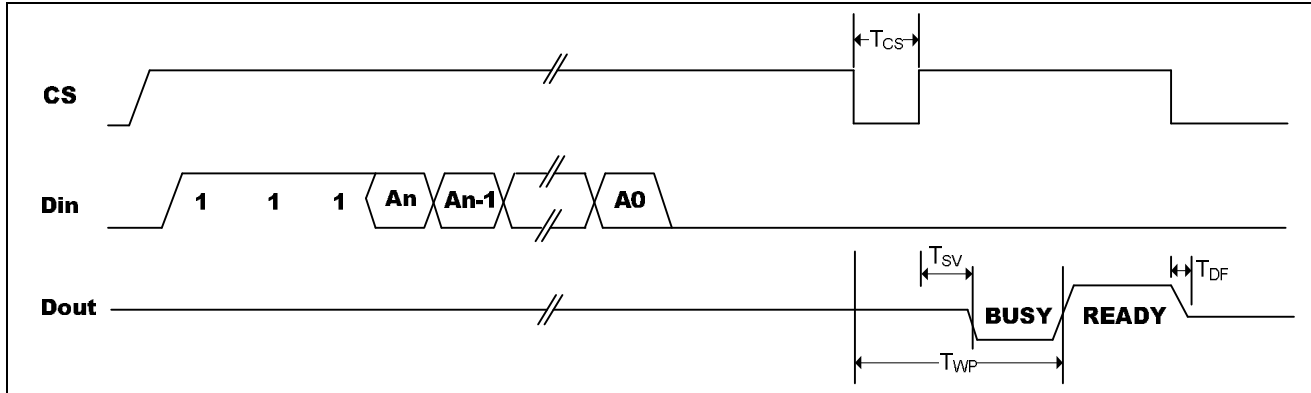 TCS
CS
1 1 1 An An-1 A0
Din
TSV
TDF
Dout
BUSY READY
TWP